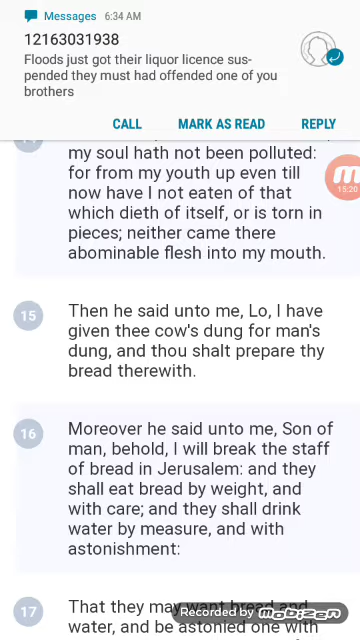 Messages 6:34 AM
12163031938
Floods just got their liquor licence sus-
pended they must had offended one of you
brothers
CALL MARK AS READ REPLY
my soul hath not been polluted:
for from my youth up even till
now have I not eaten of that
which dieth of itself, or is torn in
pieces; neither came there
abominable flesh into my mouth.
15:20
15 Then he said unto me, Lo, I have
given thee cow's dung for man's
dung, and thou shalt prepare thy
bread therewith.
16 Moreover he said unto me, Son of
man, behold, I will break the staff
of bread in Jerusalem: and they
shall eat bread by weight, and
with care; and they shall drink
water by measure, and with
astonishment:
17 That they may want bread and
water, and be astonied one with
Recorded by mobizen